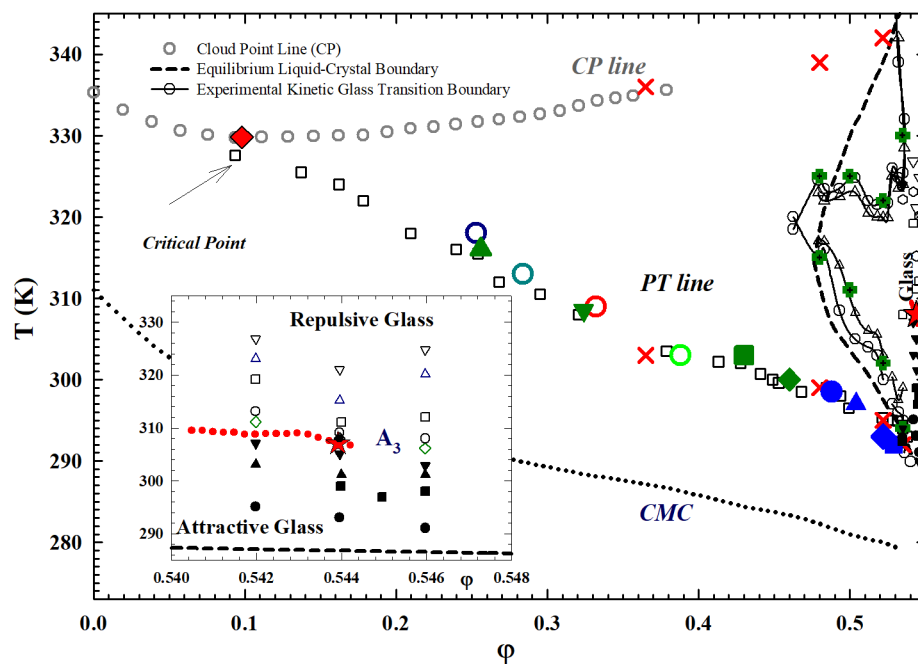 340
330
320
310
300
290
280
T (K)
Cloud Point Line (CP)
Equilibrium Liquid-Crystal Boundary
Experimental Kinetic Glass Transition Boundary
CP line
Critical Point
PT line
Glass
CMC
330
320
310
300
290
Repulsive Glass
A3
Attractive Glass
0.540 0.542 0.544 0.546 φ 0.548
0.0 0.1 0.2 0.3 0.4 0.5
φ